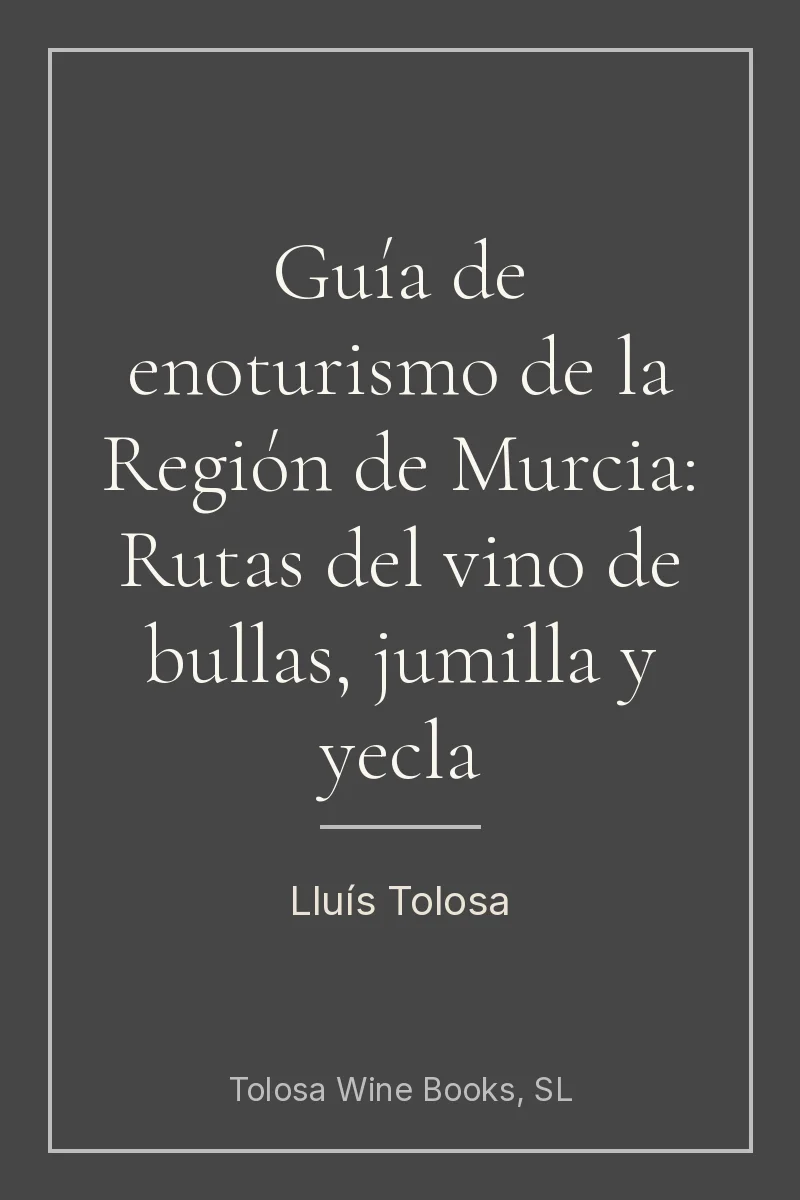 Guía de
enoturismo de la
Región de Murcia:
Rutas del vino de
bullas, jumilla y
yecla
Lluís Tolosa
Tolosa Wine Books, SL